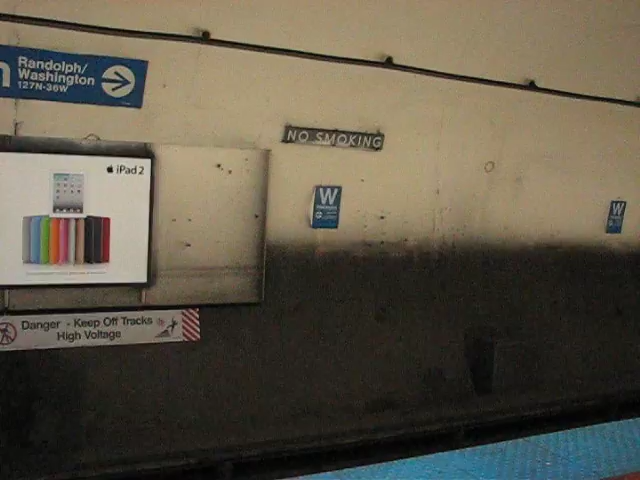 Randolph/
Washington
127N-36W
NO SMOKING
iPad 2
W
W
Danger - Keep Off Tracks
High Voltage